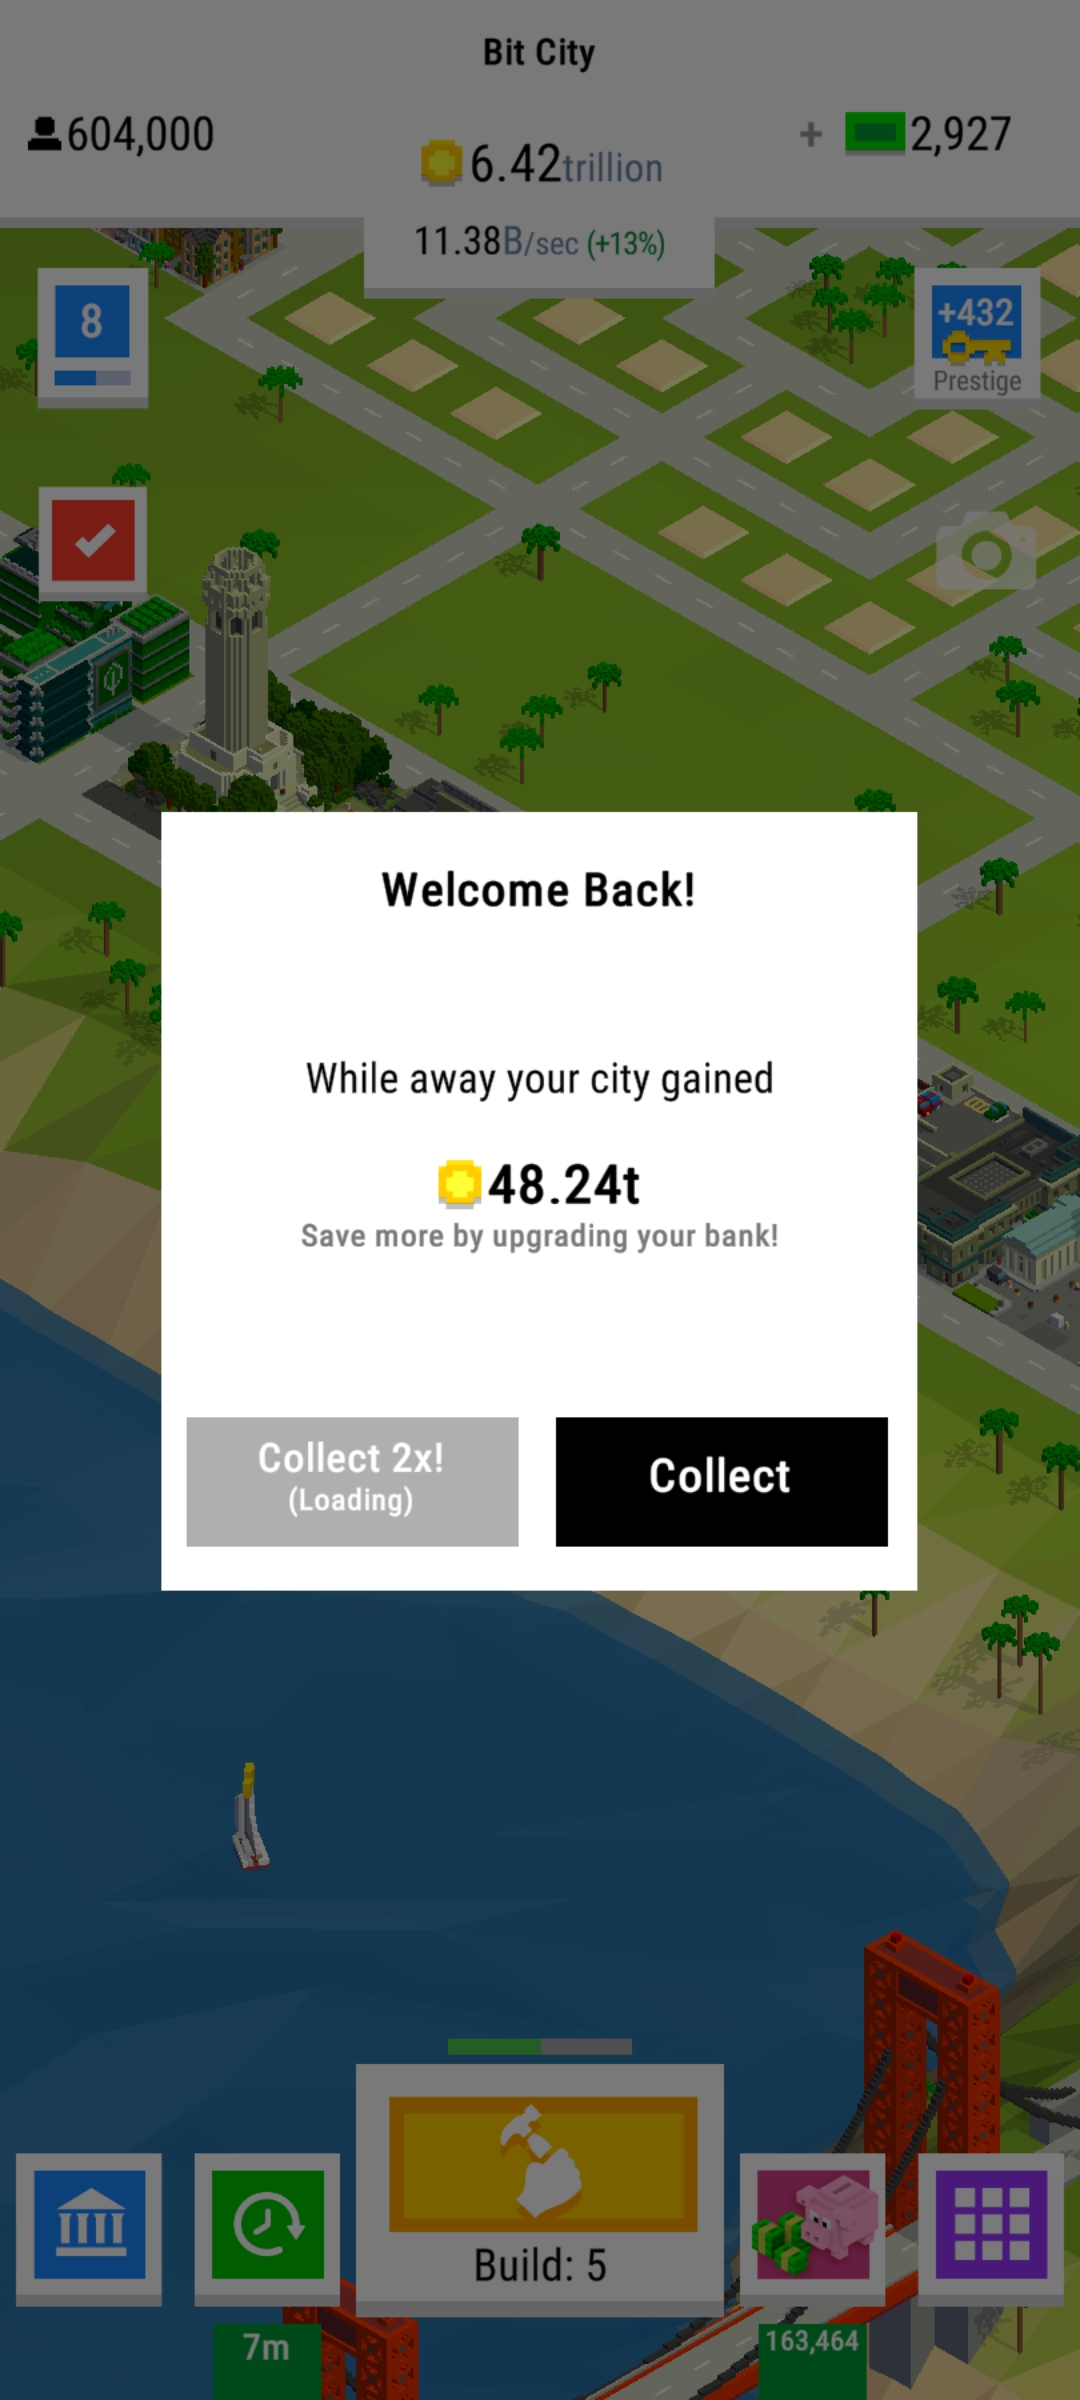 Bit City
604,000
6.42trillion
+ 2,927
11.38B/sec (+13%)
8
+432
Prestige
Welcome Back!
While away your city gained
48.24t
Save more by upgrading your bank!
Collect 2x!
(Loading)
Collect
Build: 5
7m
163,464